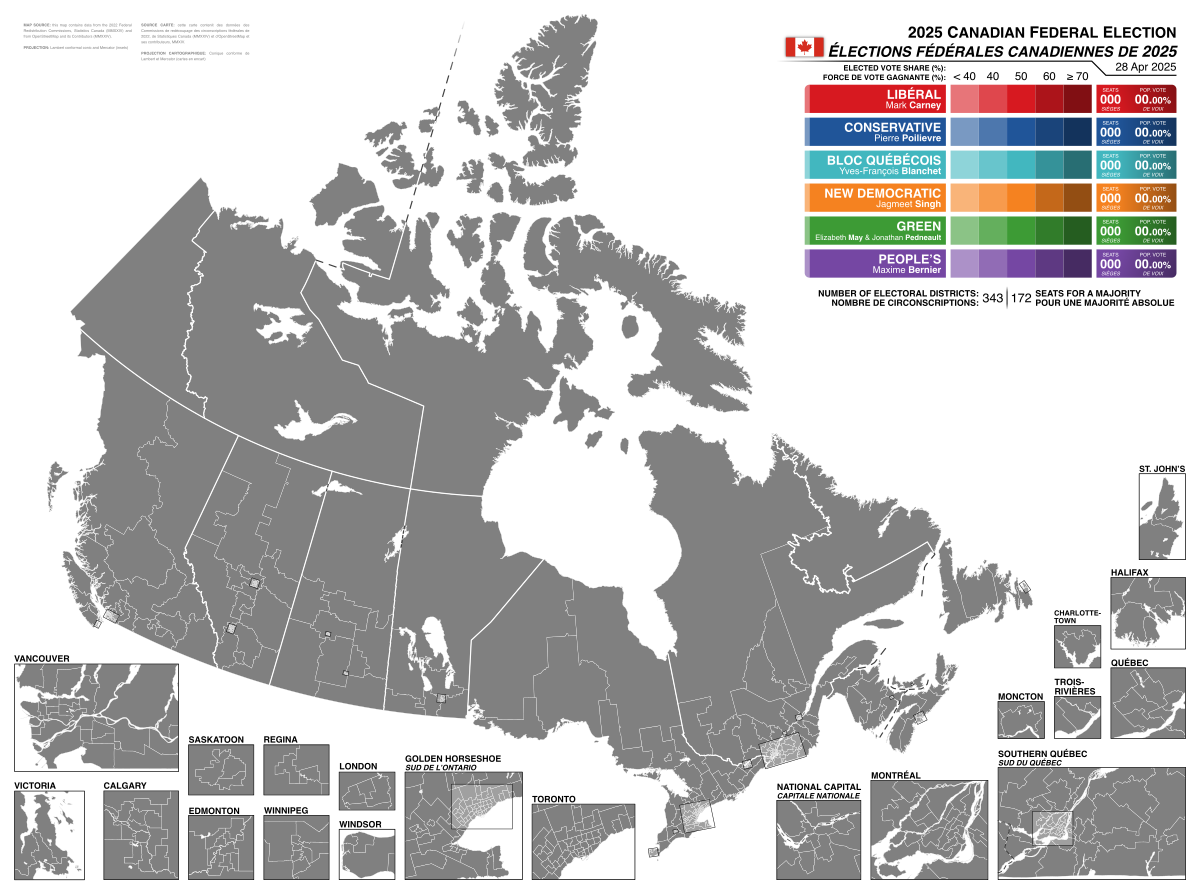 MAP SOURCE: this map contains data from the 2022 Federal
Redistribution Commissions, Statistics Canada (MMXXIV) and
from OpenStreetMap and its Contributors (MMXXIV).
PROJECTION: Lambert conformal conic and Mercator (insets)
SOURCE CARTE: cette carte contient des données des
Commissions de redécoupage des circonscriptions fédérales de
2022, de Statistiques Canada (MMXXIV) et d'OpenStreetMap et
ses contributeurs, MMXXIV.
PROJECTION CARTOGRAPHIQUE: Conique conforme de
Lambert et Mercator (cartes en encart)
2025 CANADIAN FEDERAL ELECTION
ÉLECTIONS FÉDÉRALES CANADIENNES DE 2025
28 Apr 2025
ELECTED VOTE SHARE (%):
FORCE DE VOTE GAGNANTE (%): < 40 40 50 60 ≥ 70
LIBÉRAL
Mark Carney
SEATS 000 SIÈGES
POP. VOTE 00.00% DE VOIX
CONSERVATIVE
Pierre Poilievre
SEATS 000 SIÈGES
POP. VOTE 00.00% DE VOIX
BLOC QUÉBÉCOIS
Yves-François Blanchet
SEATS 000 SIÈGES
POP. VOTE 00.00% DE VOIX
NEW DEMOCRATIC
Jagmeet Singh
SEATS 000 SIÈGES
POP. VOTE 00.00% DE VOIX
GREEN
Elizabeth May & Jonathan Pedneault
SEATS 000 SIÈGES
POP. VOTE 00.00% DE VOIX
PEOPLE'S
Maxime Bernier
SEATS 000 SIÈGES
POP. VOTE 00.00% DE VOIX
NUMBER OF ELECTORAL DISTRICTS:
NOMBRE DE CIRCONSCRIPTIONS:
343
172
SEATS FOR A MAJORITY
POUR UNE MAJORITÉ ABSOLUE
ST. JOHN'S
HALIFAX
CHARLOTTE-
TOWN
QUÉBEC
TROIS-
RIVIÈRES
MONCTON
VANCOUVER
SASKATOON
REGINA
LONDON
GOLDEN HORSESHOE
SUD DE L'ONTARIO
TORONTO
NATIONAL CAPITAL
CAPITALE NATIONALE
MONTRÉAL
SOUTHERN QUÉBEC
SUD DU QUÉBEC
VICTORIA
CALGARY
EDMONTON
WINNIPEG
WINDSOR